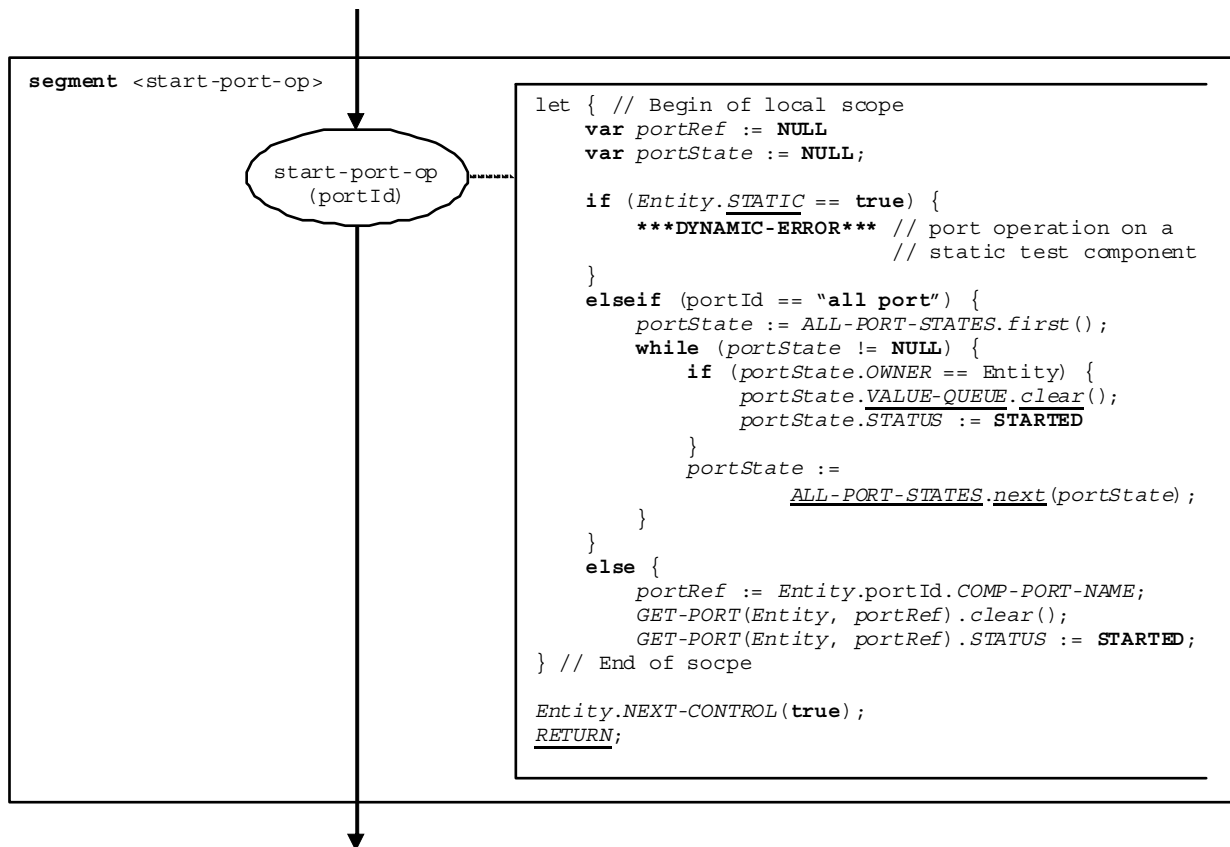 segment <start-port-op>
start-port-op
(portId)
let { // Begin of local scope
var portRef := NULL
var portState := NULL;
if (Entity.STATIC == true) {
***DYNAMIC-ERROR*** // port operation on a
// static test component
}
elseif (portId == “all port”) {
portState := ALL-PORT-STATES.first();
while (portState != NULL) {
if (portState.OWNER == Entity) {
portState.VALUE-QUEUE.clear();
portState.STATUS := STARTED
}
portState :=
ALL-PORT-STATES.next(portState);
}
}
else {
portRef := Entity.portId.COMP-PORT-NAME;
GET-PORT(Entity, portRef).clear();
GET-PORT(Entity, portRef).STATUS := STARTED;
} // End of socpe
Entity.NEXT-CONTROL(true);
RETURN;